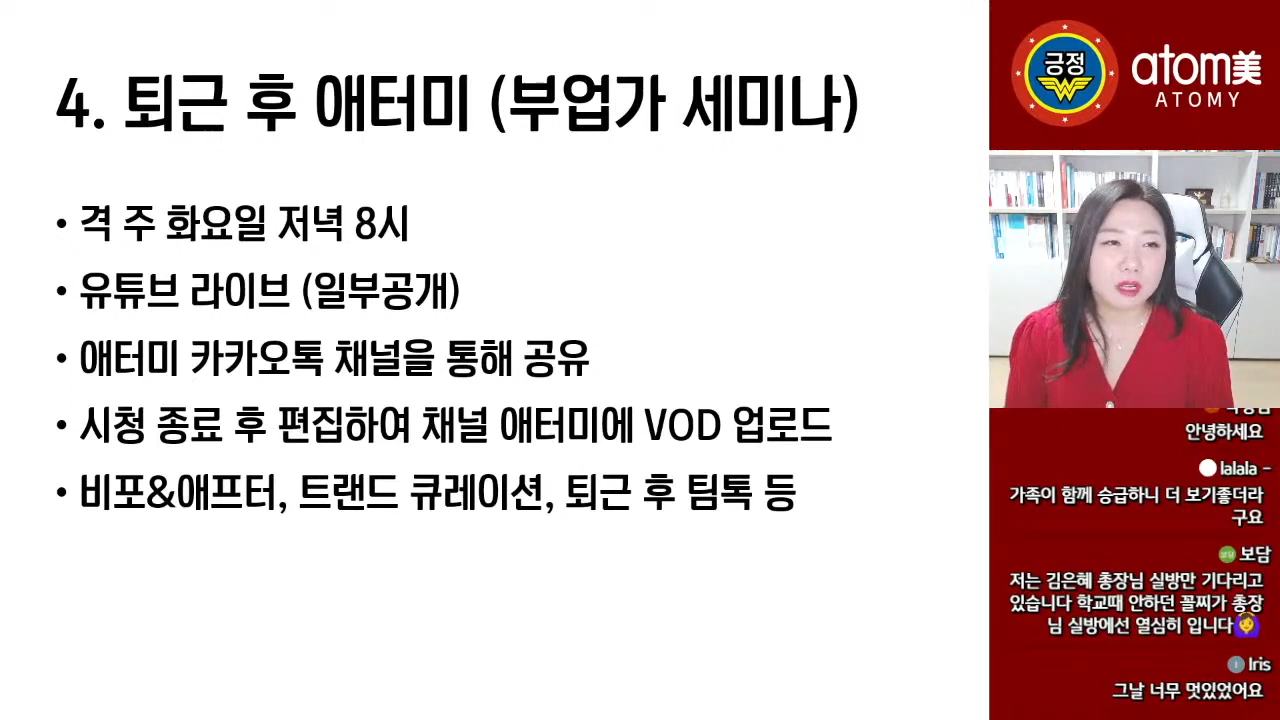 4. 퇴근 후 애터미 (부업가 세미나)
• 격 주 화요일 저녁 8시
• 유튜브 라이브 (일부공개)
• 애터미 카카오톡 채널을 통해 공유
• 시청 종료 후 편집하여 채널 애터미에 VOD 업로드
• 비포&애프터, 트랜드 큐레이션, 퇴근 후 팀톡 등
긍정
atom美
ATOMY
안녕하세요
lalala -
가족이 함께 승급하니 더 보기좋더라
구요
보담
저는 김은혜 총장님 실방만 기다리고
있습니다 학교때 안하던 꼴찌가 총장
님 실방에선 열심히 입니다
Iris
그날 너무 멋있었어요